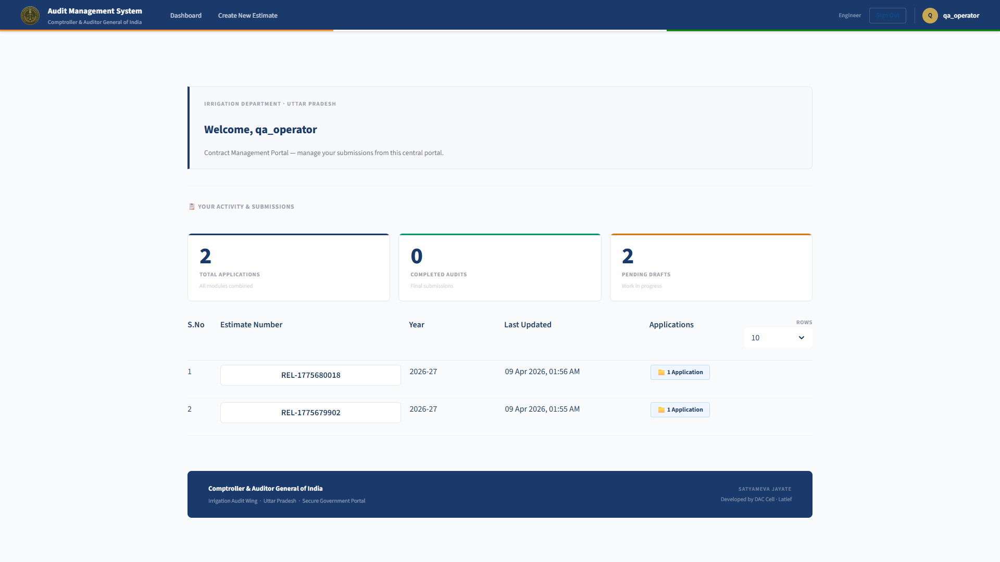 Audit Management System
Comptroller & Auditor General of India
Dashboard
Create New Estimate
Engineer
Sign Out
Q
qa_operator
IRRIGATION DEPARTMENT · UTTAR PRADESH
Welcome, qa_operator
Contract Management Portal — manage your submissions from this central portal.
YOUR ACTIVITY & SUBMISSIONS
2
TOTAL APPLICATIONS
All modules combined
0
COMPLETED AUDITS
Final submissions
2
PENDING DRAFTS
Work in progress
S.No Estimate Number Year Last Updated Applications ROWS
10
1 REL-1775680018 2026-27 09 Apr 2026, 01:56 AM 1 Application
2 REL-1775679902 2026-27 09 Apr 2026, 01:55 AM 1 Application
Comptroller & Auditor General of India
Irrigation Audit Wing · Uttar Pradesh · Secure Government Portal
SATYAMEVA JAYATE
Developed by DAC Cell · Latief